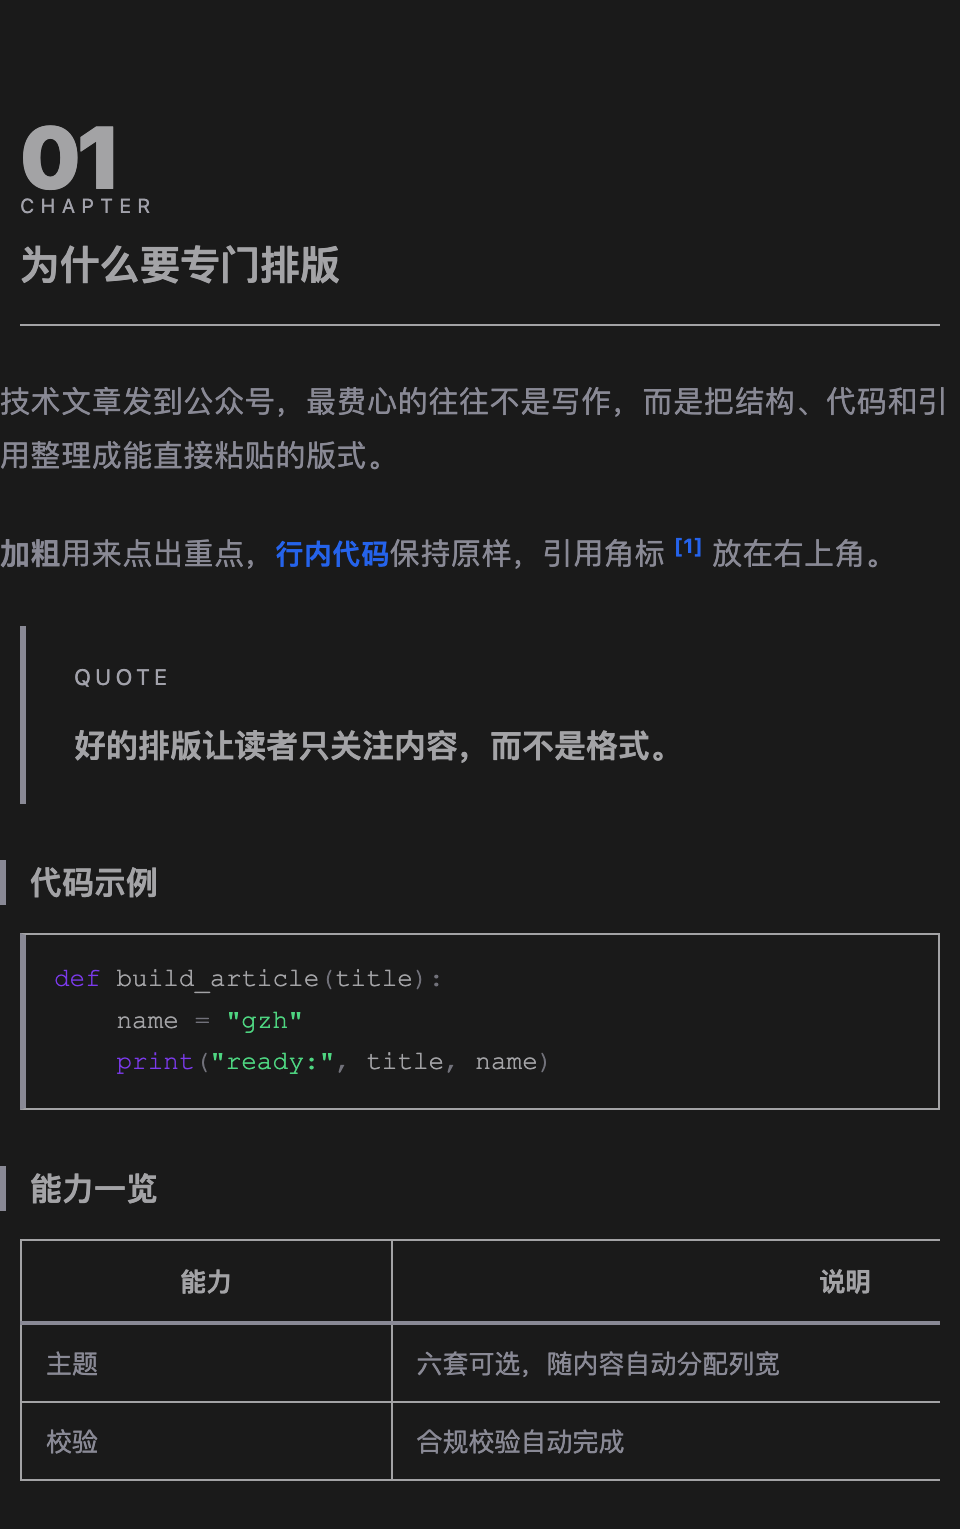 01
CHAPTER
为什么要专门排版
技术文章发到公众号，最费心的往往不是写作，而是把结构、代码和引
用整理成能直接粘贴的版式。
加粗用来点出重点，行内代码保持原样，引用角标 [1] 放在右上角。
QUOTE
好的排版让读者只关注内容，而不是格式。
代码示例
def build_article(title):
    name = "gzh"
    print("ready:", title, name)
能力一览
能力 说明
主题 六套可选，随内容自动分配列宽
校验 合规校验自动完成